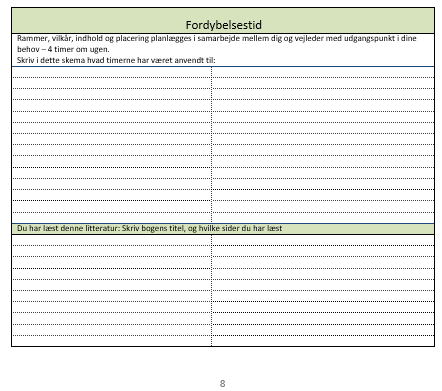 Fordybelsestid
Rammer, vilkår, indhold og placering planlægges i samarbejde mellem dig og vejleder med udgangspunkt i dine
behov – 4 timer om ugen.
Skriv i dette skema hvad timerne har været anvendt til:
Du har læst denne litteratur: Skriv bogens titel, og hvilke sider du har læst
8